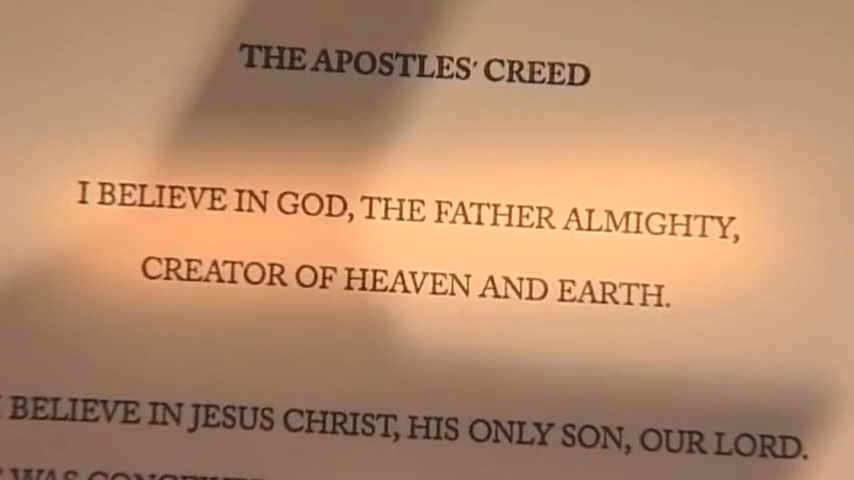 THE APOSTLES' CREED
I BELIEVE IN GOD, THE FATHER ALMIGHTY,
CREATOR OF HEAVEN AND EARTH.
I BELIEVE IN JESUS CHRIST, HIS ONLY SON, OUR LORD.
WAS